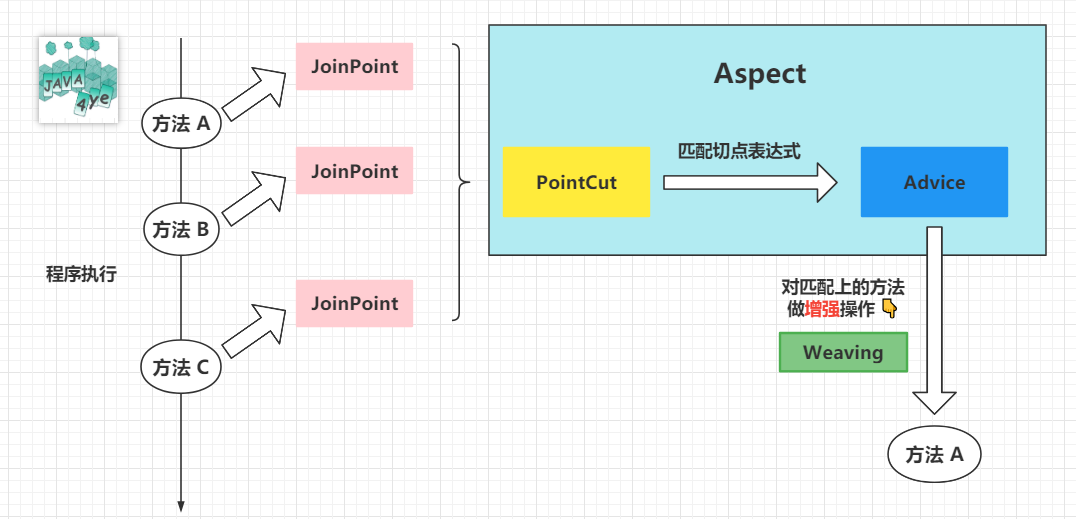 JAVA
4ye
JoinPoint
方法 A
JoinPoint
方法 B
程序执行
JoinPoint
方法 C
Aspect
PointCut
匹配切点表达式
Advice
对匹配上的方法
做增强操作 👇
Weaving
方法 A